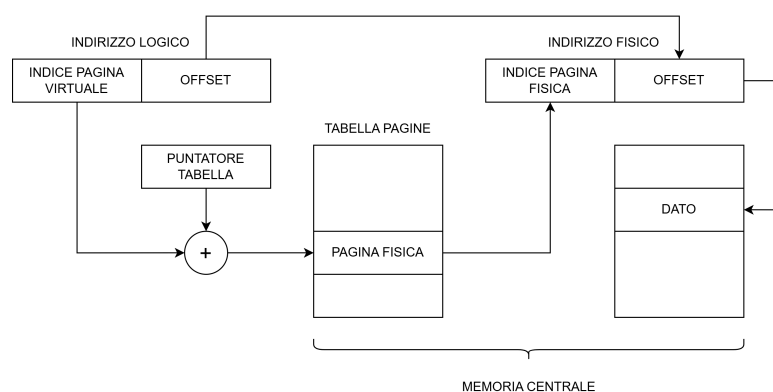 INDIRIZZO LOGICO
INDIRIZZO FISICO
INDICE PAGINA
VIRTUALE
OFFSET
INDICE PAGINA
FISICA
OFFSET
TABELLA PAGINE
PUNTATORE
TABELLA
DATO
+
PAGINA FISICA
MEMORIA CENTRALE